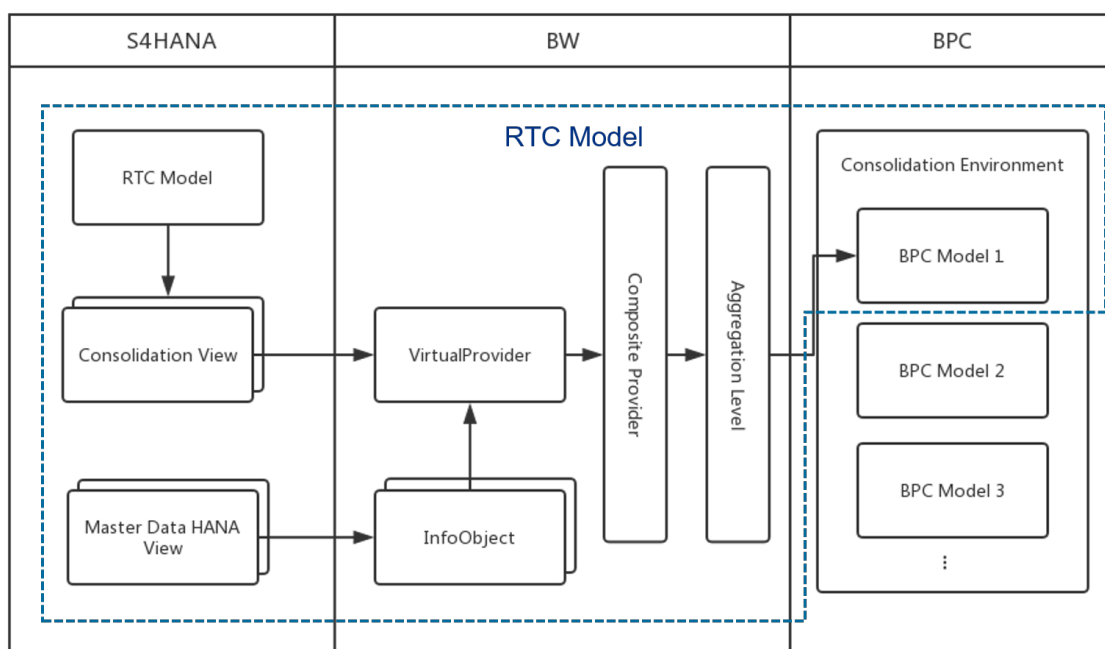 S4HANA
BW
BPC
RTC Model
RTC Model
Consolidation View
Master Data HANA
View
VirtualProvider
InfoObject
Composite Provider
Aggregation Level
Consolidation Environment
BPC Model 1
BPC Model 2
BPC Model 3
...